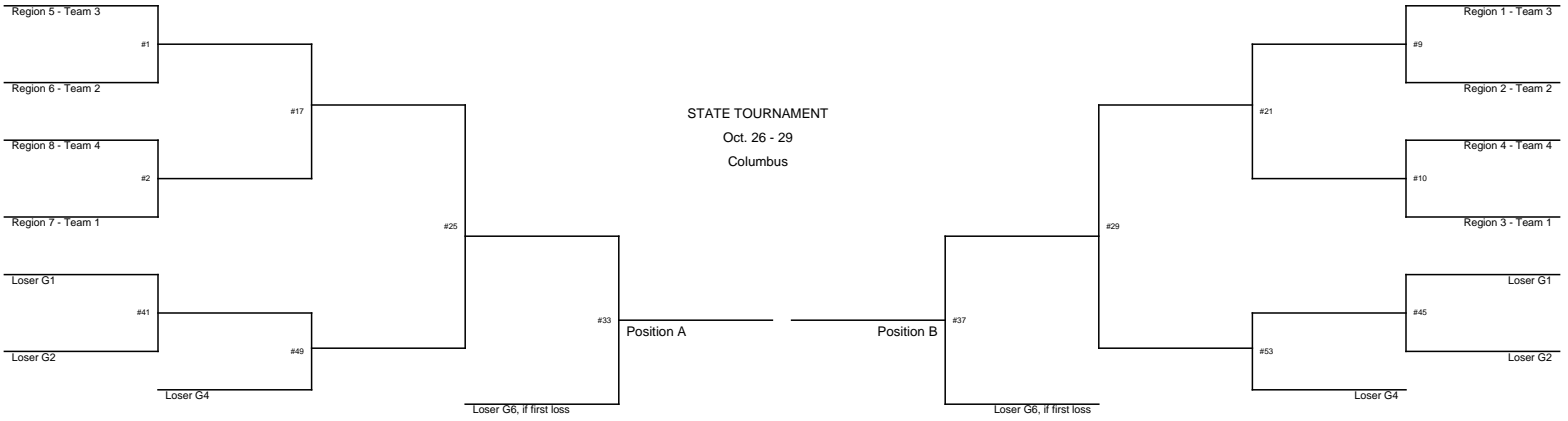 Region 5 - Team 3
#1
Region 6 - Team 2
#17
Region 8 - Team 4
#2
Region 7 - Team 1
#25
Loser G1
#41
Loser G2
#49
Loser G4
#33
Position A
Loser G6, if first loss
STATE TOURNAMENT
Oct. 26 - 29
Columbus
Region 1 - Team 3
#9
Region 2 - Team 2
#21
Region 4 - Team 4
#10
Region 3 - Team 1
#29
Loser G1
#45
Loser G2
#53
Loser G4
#37
Position B
Loser G6, if first loss